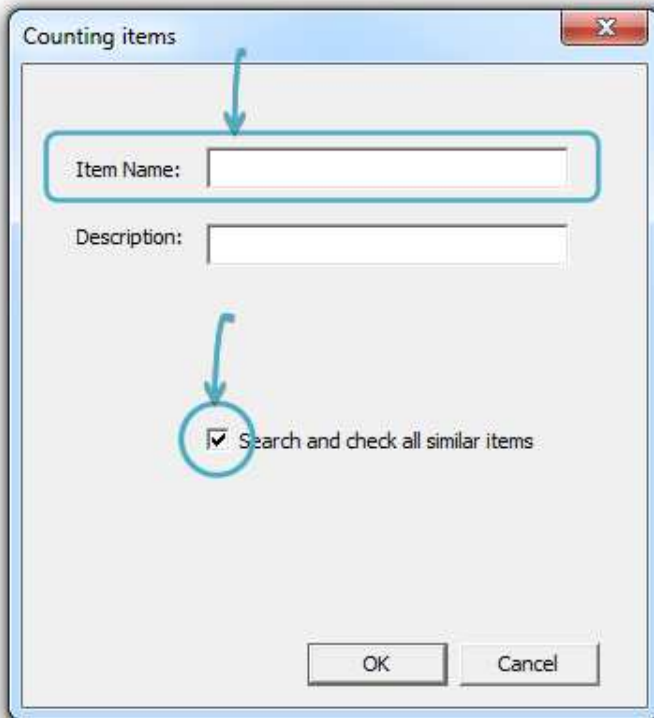 Counting items
Item Name:
Description:
Search and check all similar items
OK Cancel